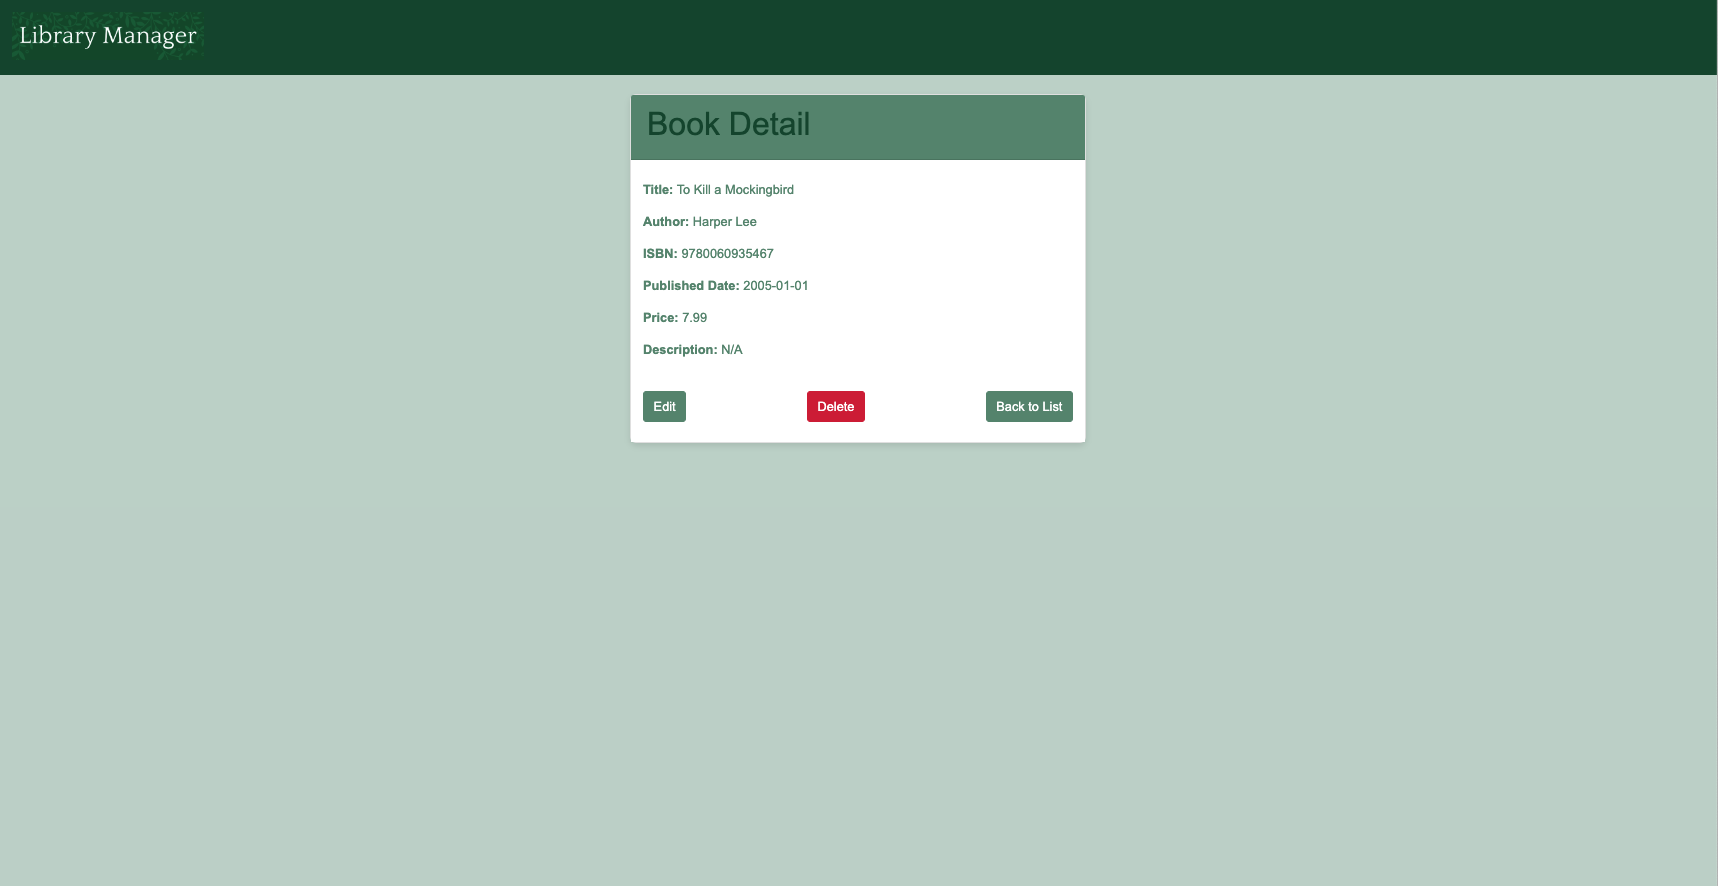 Library Manager
Book Detail
Title: To Kill a Mockingbird
Author: Harper Lee
ISBN: 9780060935467
Published Date: 2005-01-01
Price: 7.99
Description: N/A
Edit Delete Back to List